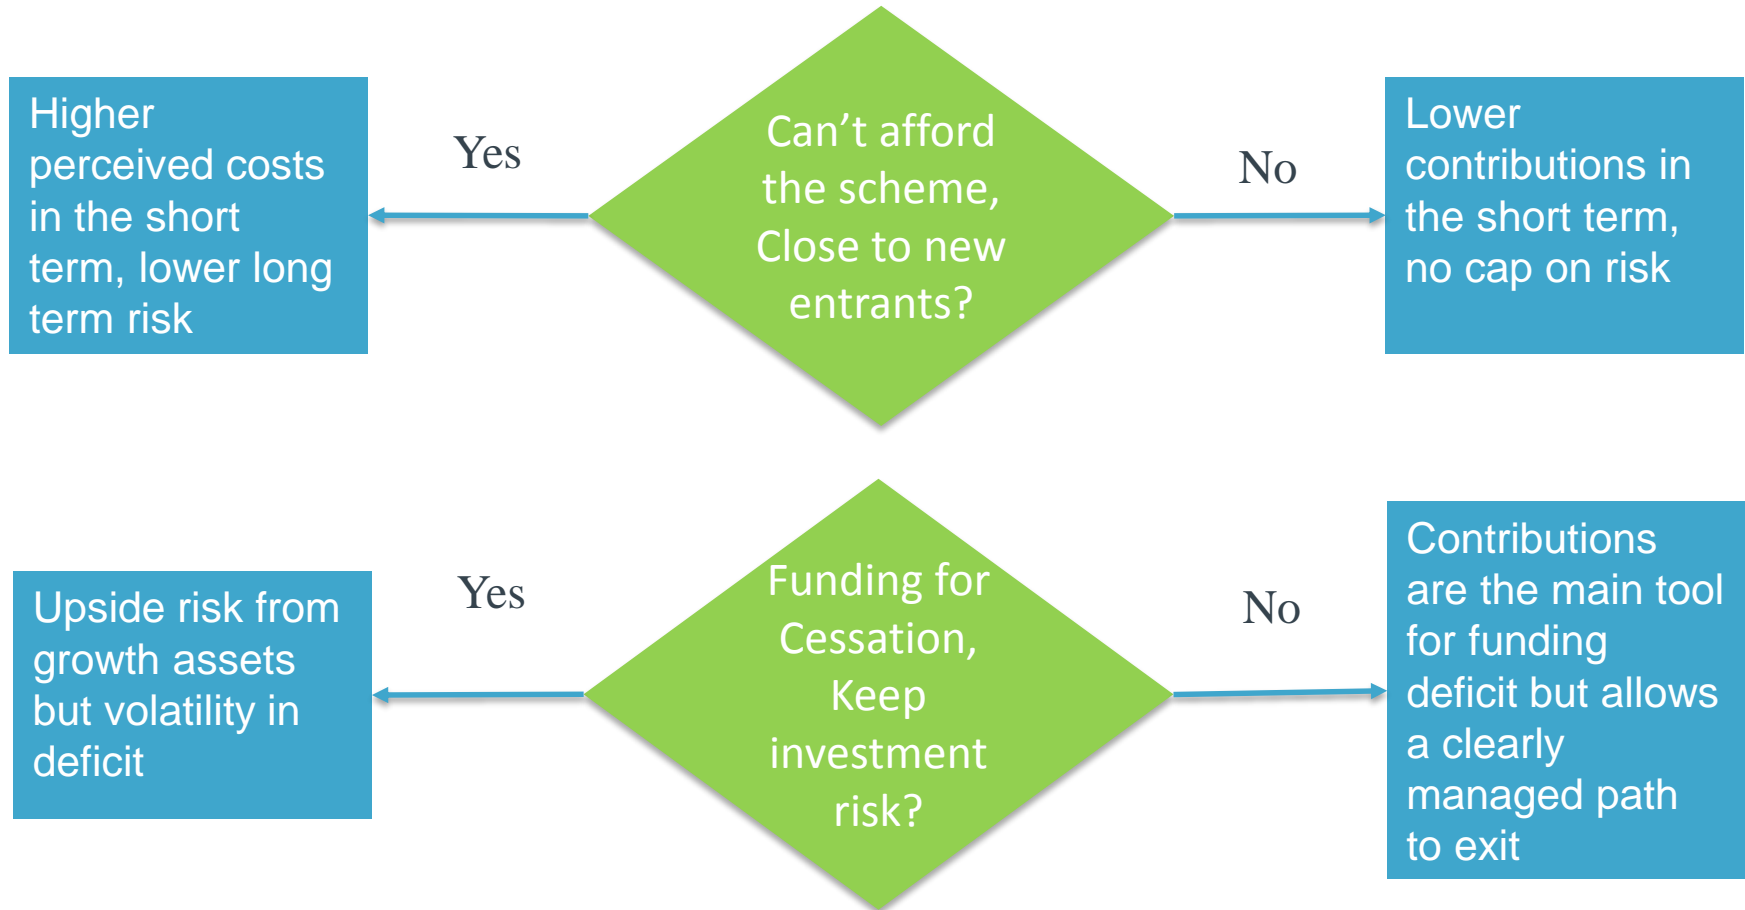 Higher
perceived costs
in the short
term, lower long
term risk
Yes
Can’t afford
the scheme,
Close to new
entrants?
No
Lower
contributions in
the short term,
no cap on risk
Upside risk from
growth assets
but volatility in
deficit
Yes
Funding for
Cessation,
Keep
investment
risk?
No
Contributions
are the main tool
for funding
deficit but allows
a clearly
managed path
to exit